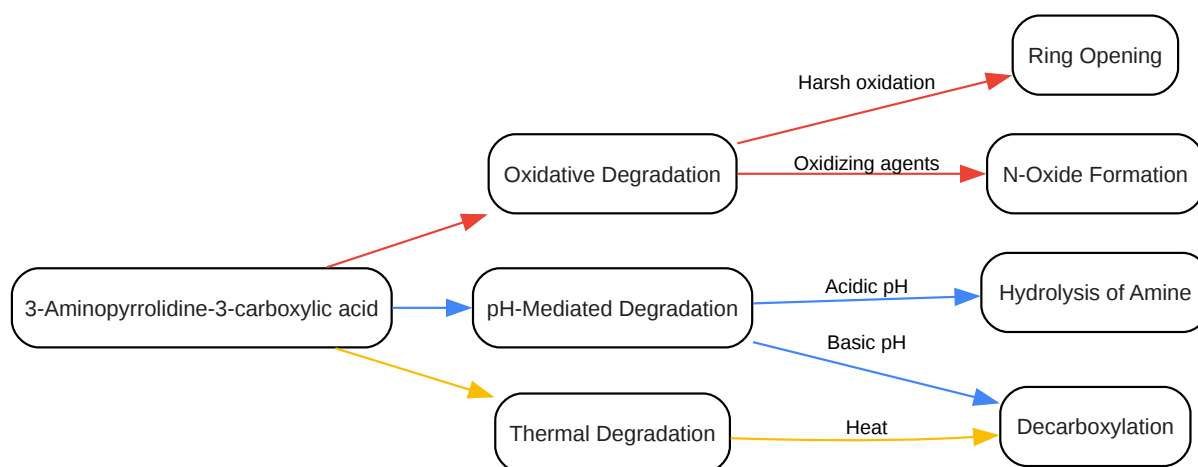 Ring Opening
Harsh oxidation
Oxidative Degradation
Oxidizing agents
N-Oxide Formation
3-Aminopyrrolidine-3-carboxylic acid
pH-Mediated Degradation
Acidic pH
Hydrolysis of Amine
Basic pH
Thermal Degradation
Heat
Decarboxylation